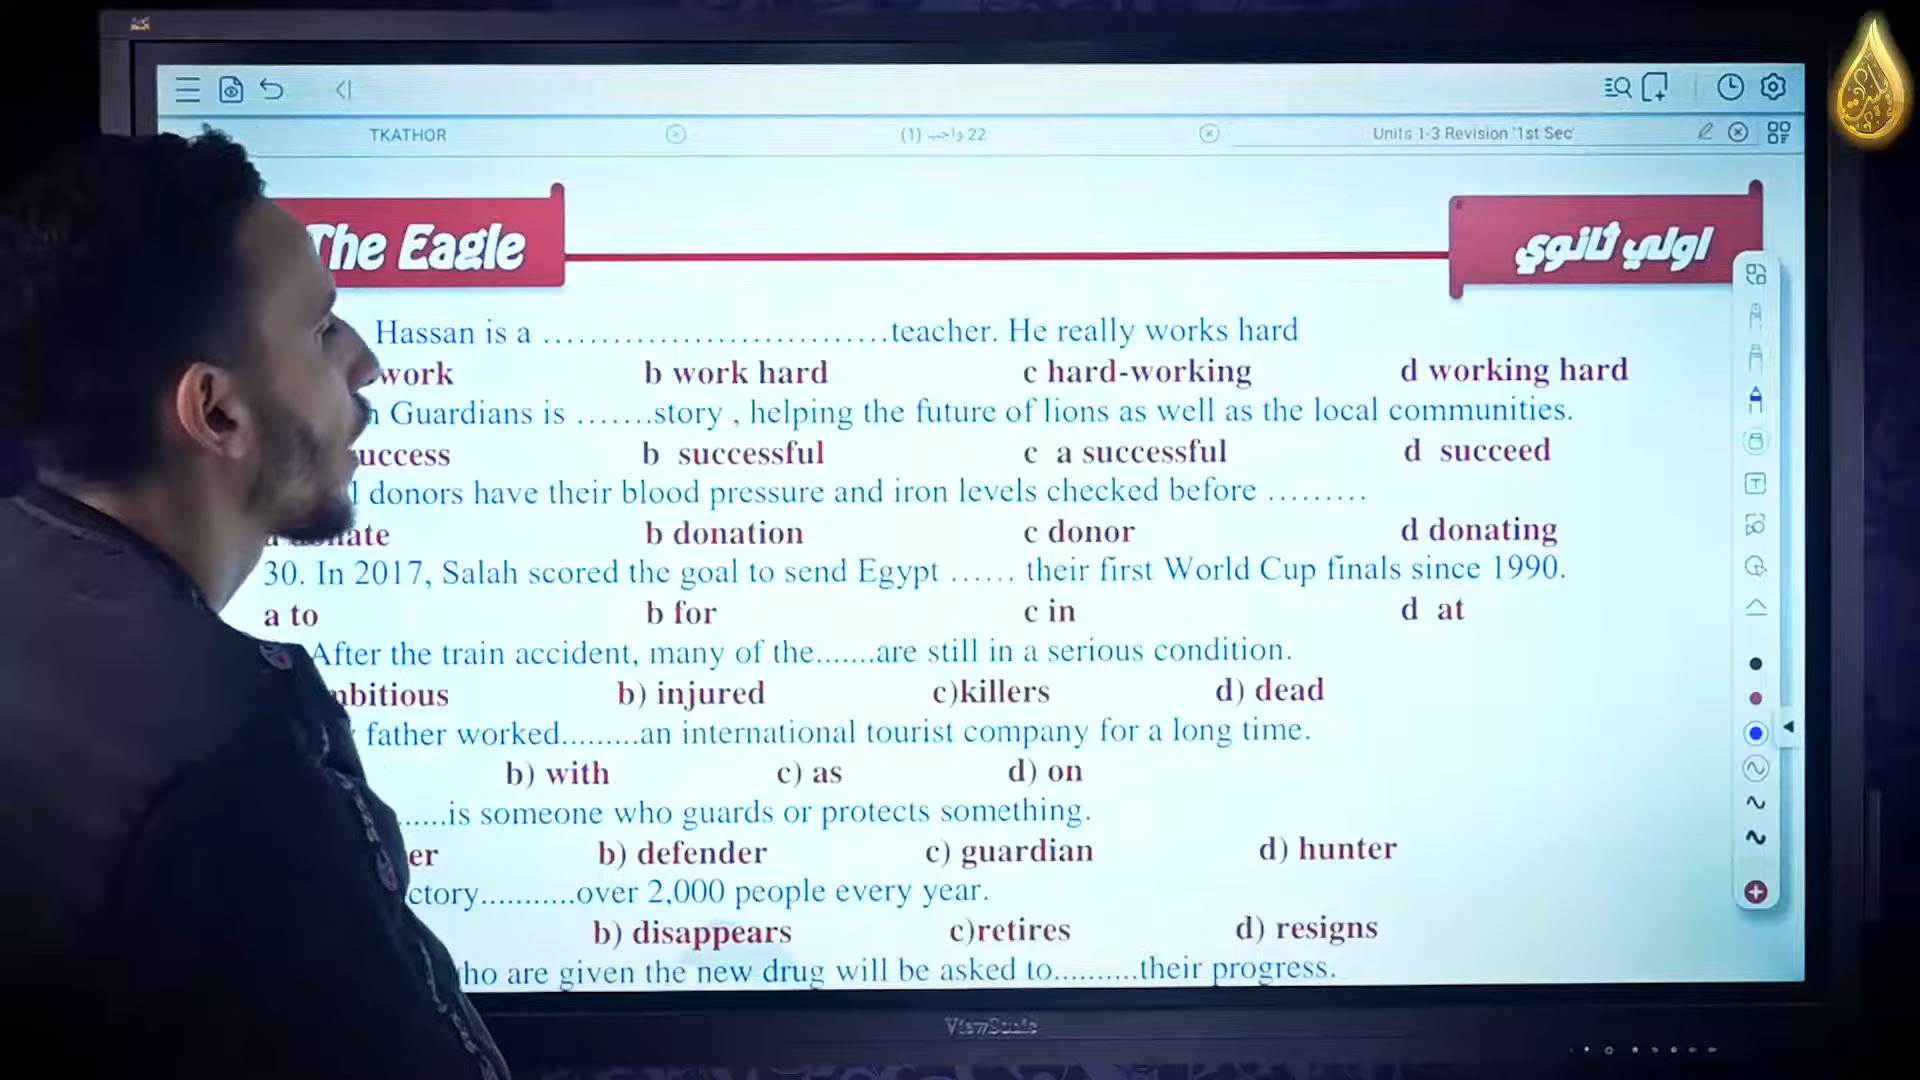 TKATHOR
22 واجب (1)
Units 1-3 Revision '1st Sec'
The Eagle
اولي ثانوي
Hassan is a ............................teacher. He really works hard
work b work hard c hard-working d working hard
Guardians is .......story , helping the future of lions as well as the local communities.
uccess b successful c a successful d succeed
donors have their blood pressure and iron levels checked before .........
b donation c donor d donating
30. In 2017, Salah scored the goal to send Egypt ...... their first World Cup finals since 1990.
a to b for c in d at
After the train accident, many of the.......are still in a serious condition.
mbitious b) injured c)killers d) dead
father worked.........an international tourist company for a long time.
b) with c) as d) on
......is someone who guards or protects something.
er b) defender c) guardian d) hunter
ctory...........over 2,000 people every year.
b) disappears c)retires d) resigns
ho are given the new drug will be asked to..........their progress.
ViewSonic